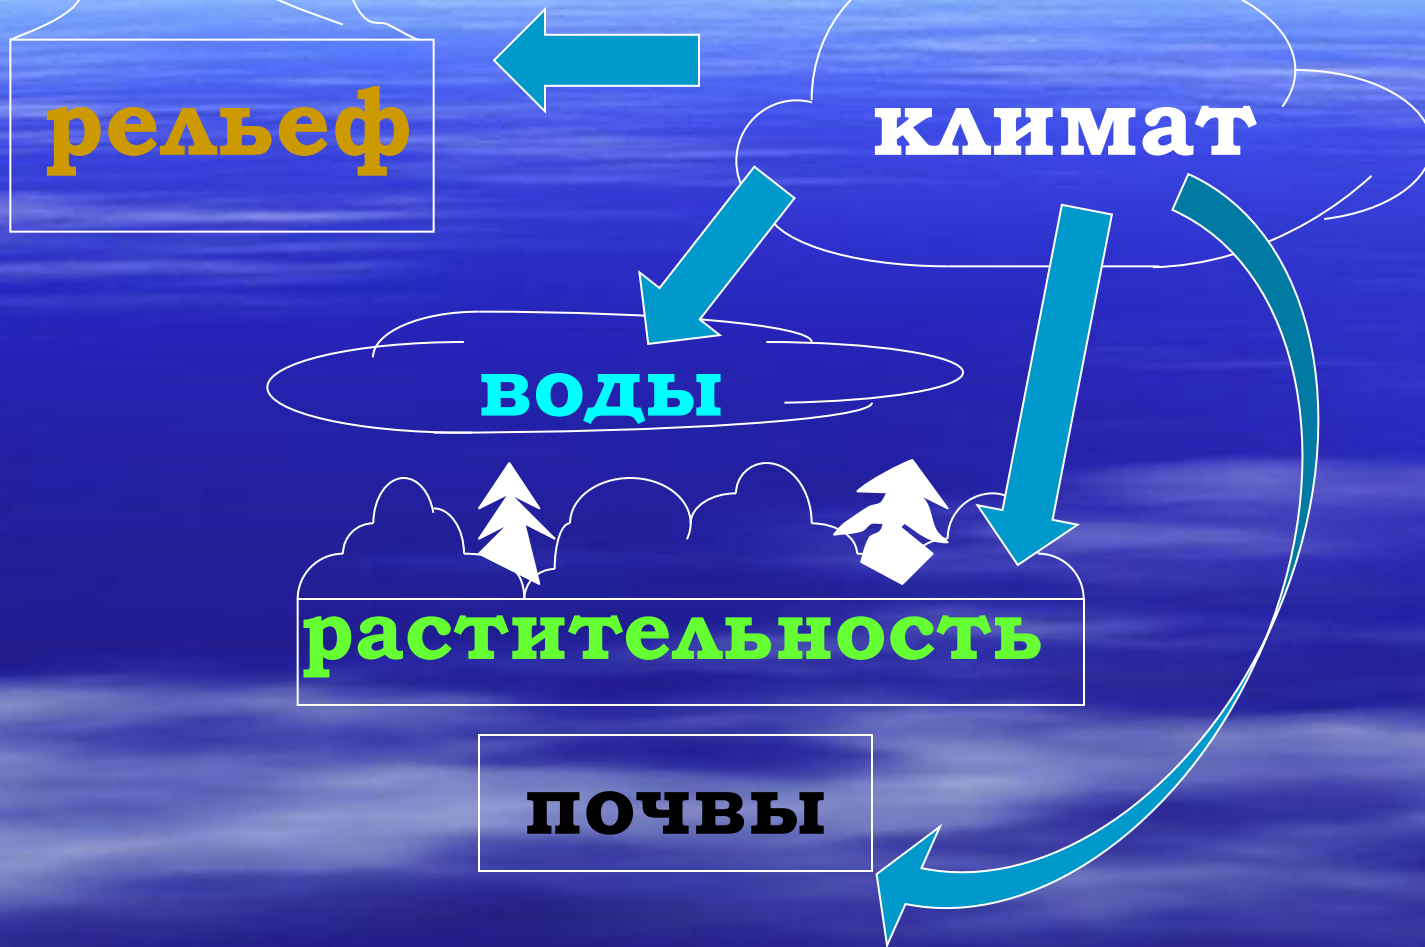 рельеф
климат
воды
растительность
почвы